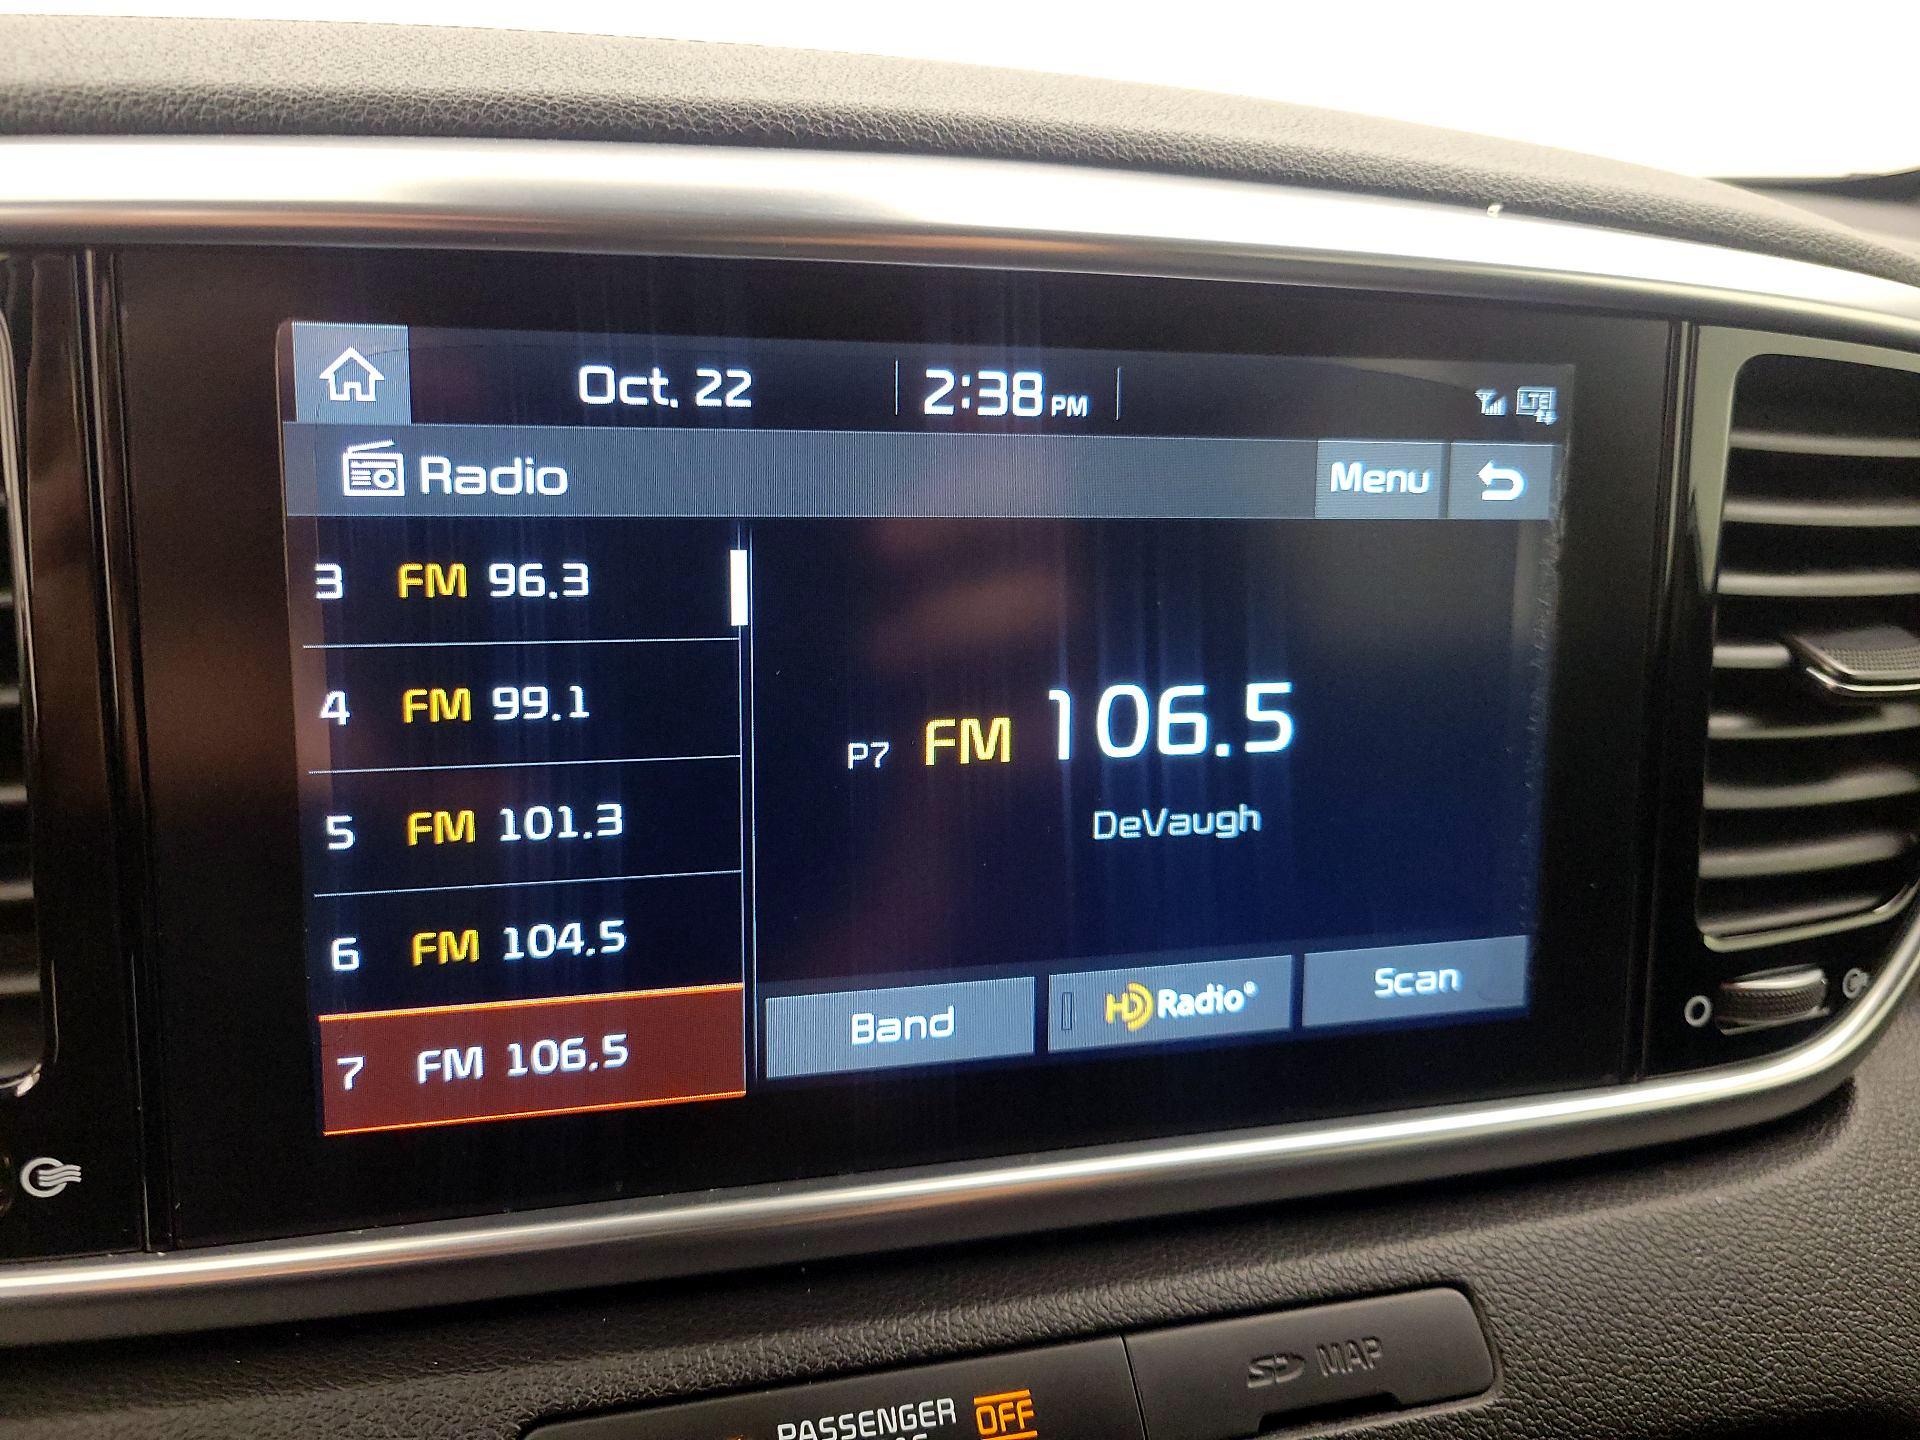 Oct. 22 2:38 PM LTE
Radio Menu
3 FM 96.3
4 FM 99.1
5 FM 101.3
6 FM 104.5
7 FM 106.5
P7 FM 106.5
DeVaugh
Band HD Radio® Scan
SD MAP
PASSENGER OFF